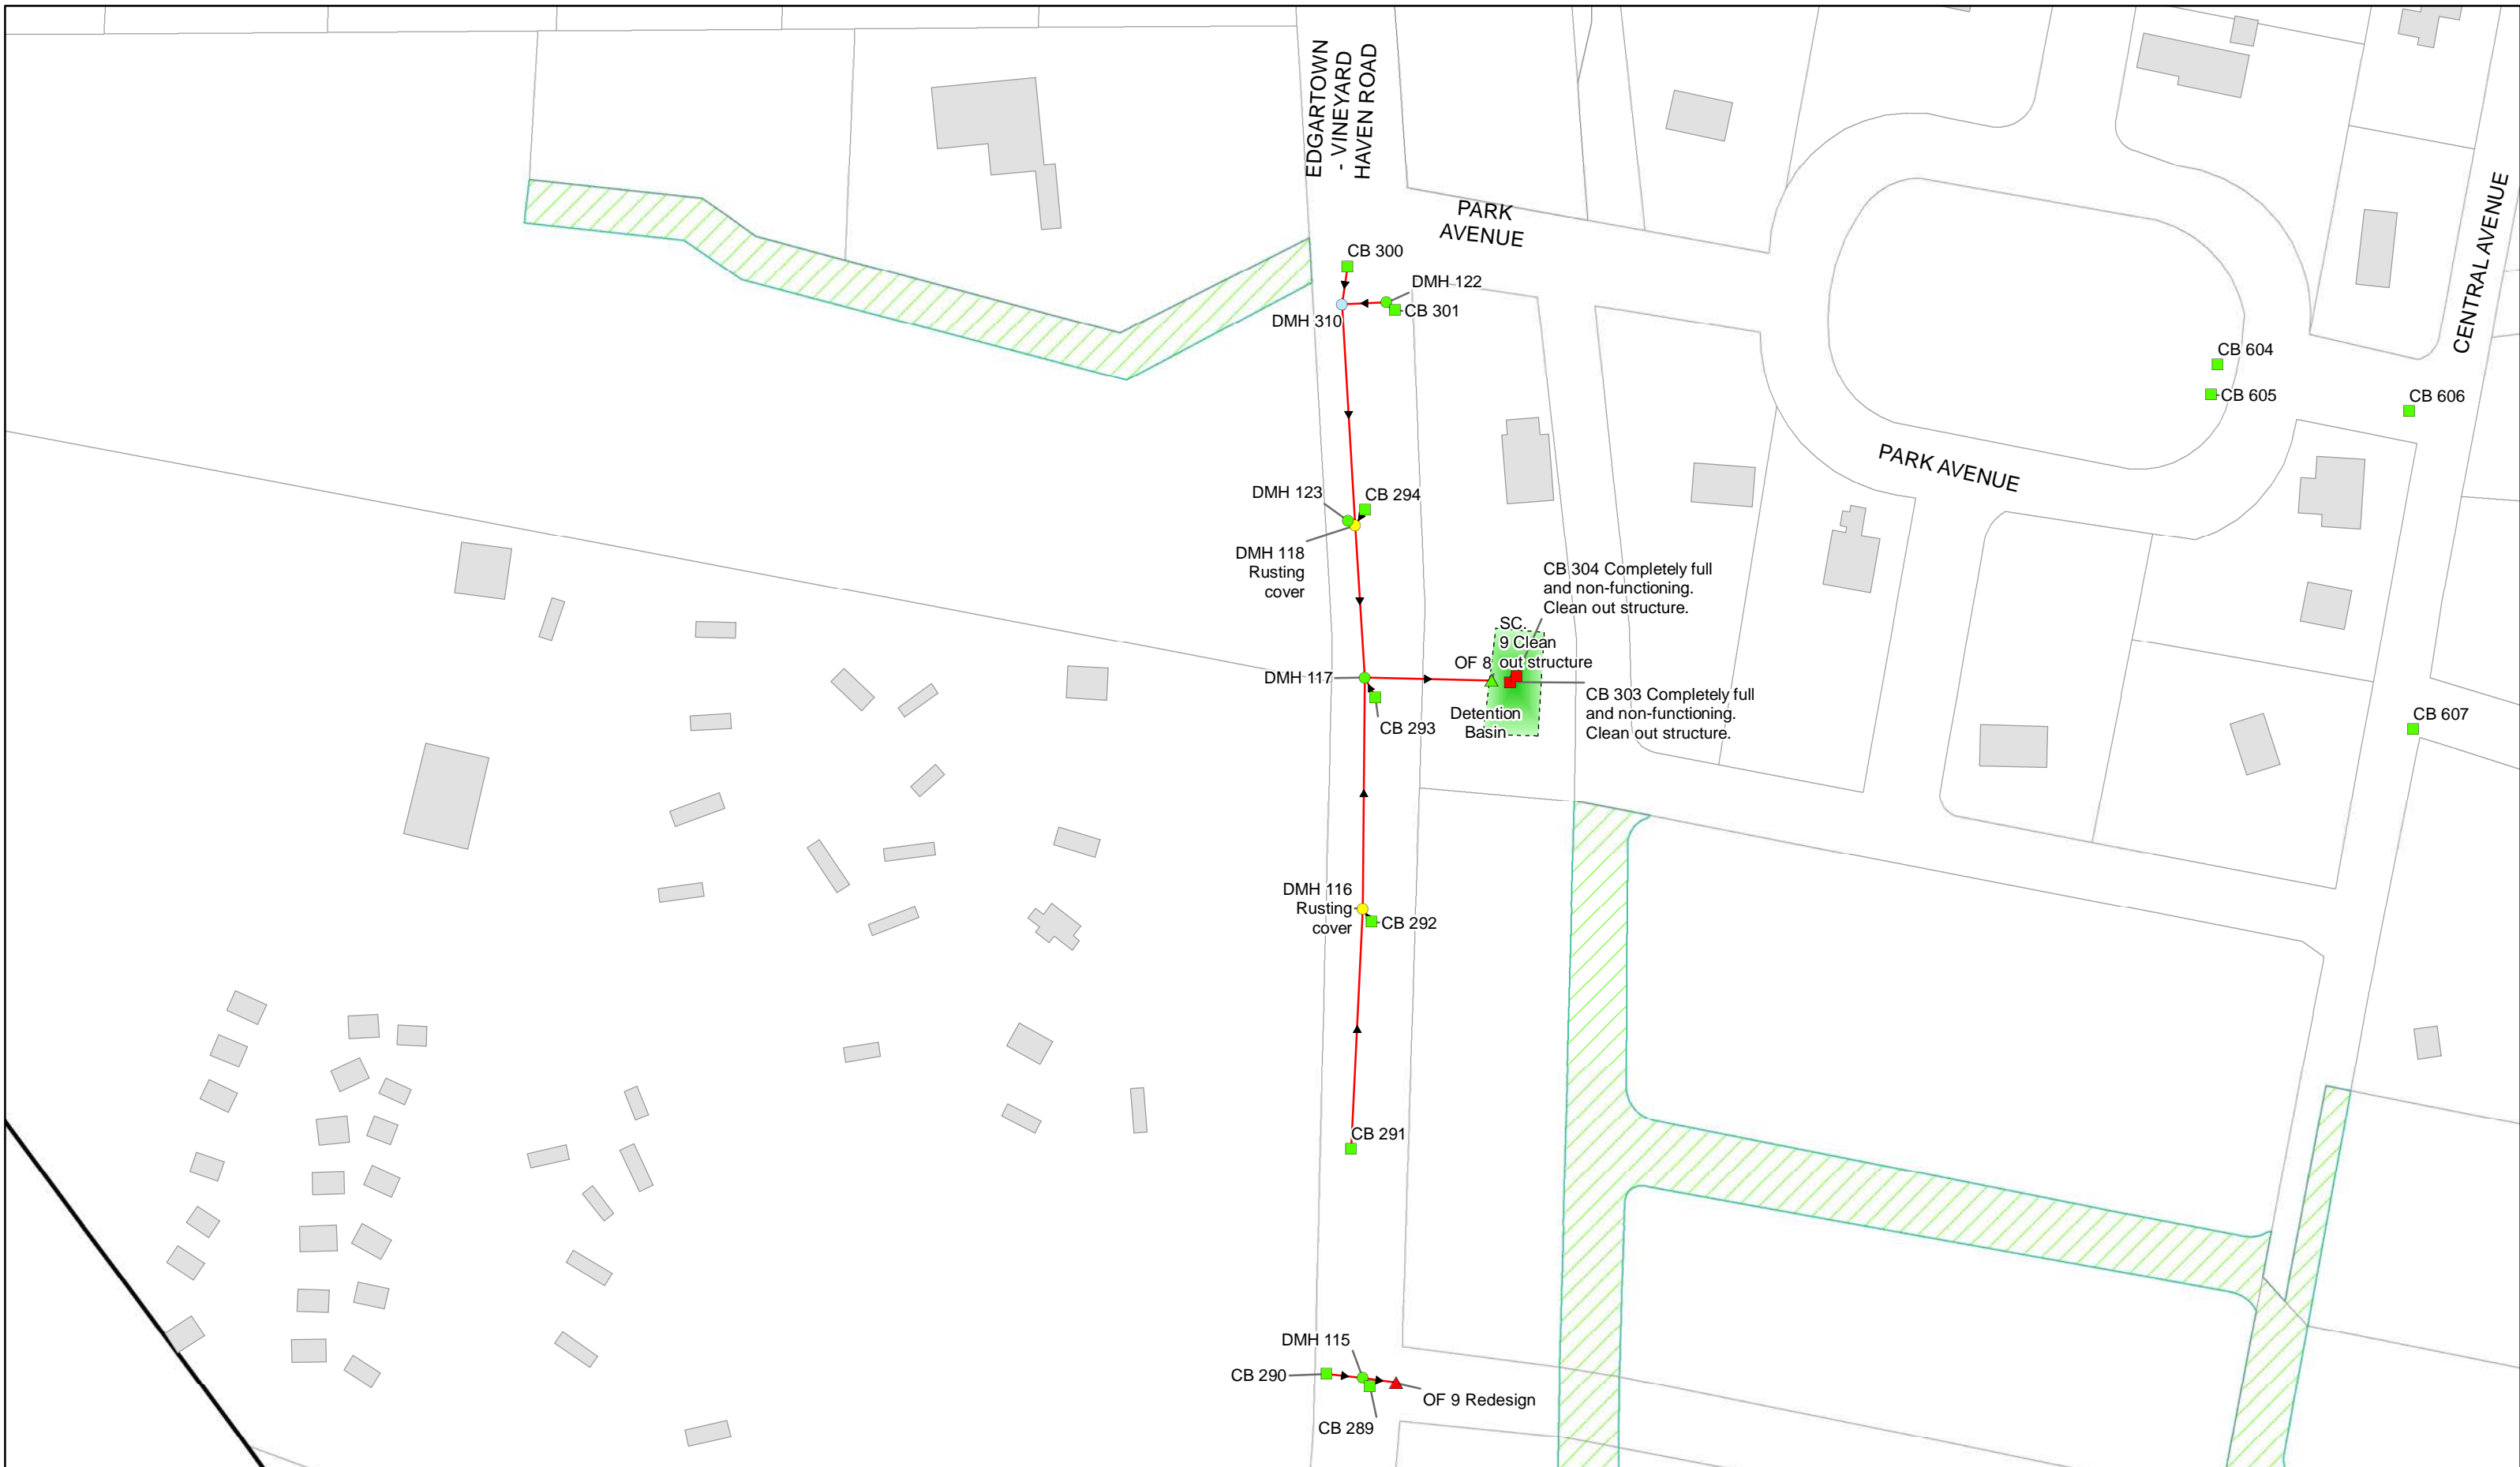 EDGARTOWN
- VINEYARD
HAVEN ROAD
PARK
AVENUE
CENTRAL AVENUE
CB 300
DMH 122
CB 301
DMH 310
CB 604
CB 605
CB 606
PARK AVENUE
DMH 123
CB 294
DMH 118
Rusting
cover
CB 304 Completely full
and non-functioning.
Clean out structure.
SC.
9 Clean
out structure
OF 8
DMH 117
CB 303 Completely full
and non-functioning.
Clean out structure.
Detention
Basin
CB 293
CB 607
DMH 116
Rusting
cover
CB 292
CB 291
DMH 115
CB 290
OF 9 Redesign
CB 289